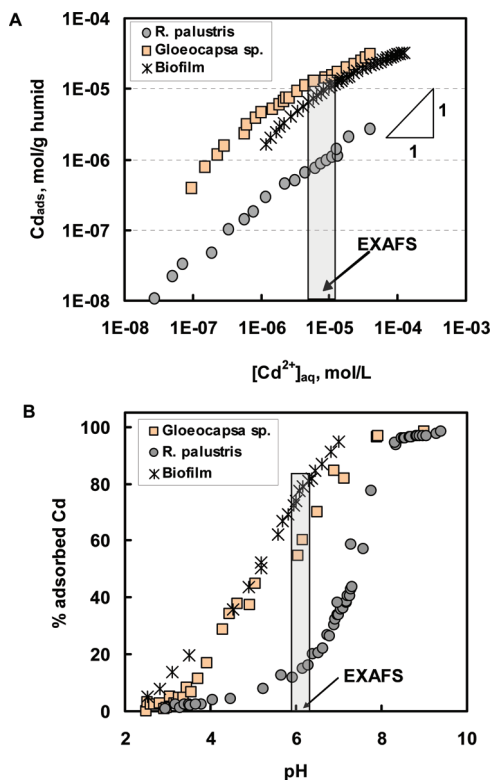 A
R. palustris
Gloeocapsa sp.
Biofilm
1E-04
1E-05
1E-06
1E-07
1E-08
Cdads, mol/g humid
1
1
EXAFS
1E-08 1E-07 1E-06 1E-05 1E-04 1E-03
[Cd2+]aq, mol/L
B
Gloeocapsa sp.
R. palustris
Biofilm
100
80
60
40
20
0
% adsorbed Cd
EXAFS
2 4 6 8 10
pH